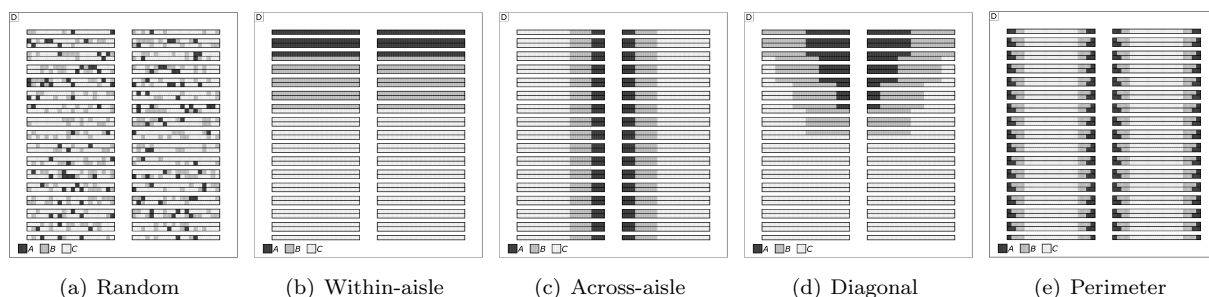 D D D D D
A B C A B C A B C A B C A B C
(a) Random (b) Within-aisle (c) Across-aisle (d) Diagonal (e) Perimeter